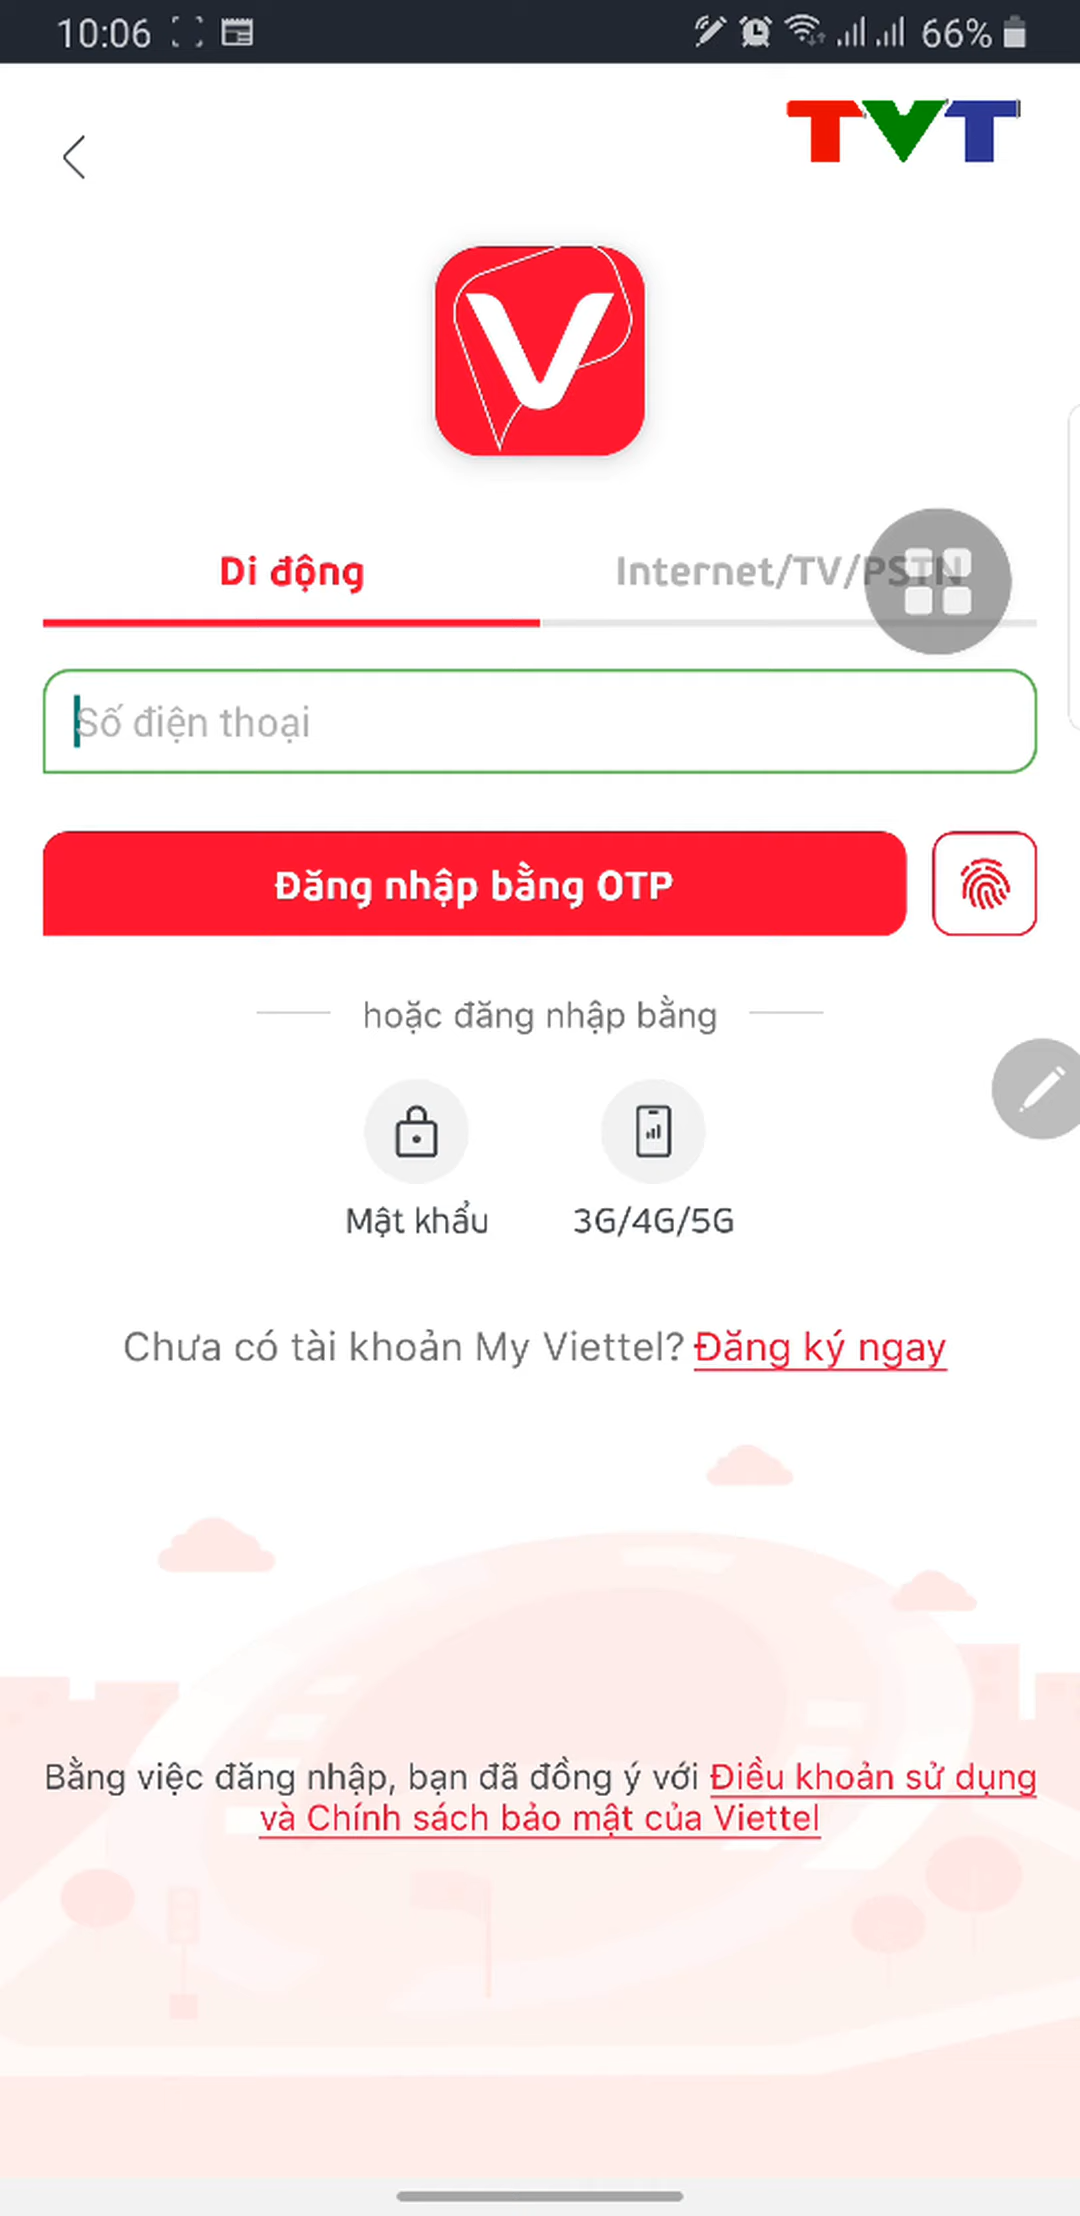 10:06
66%
TVT
V
Di động
Internet/TV/PSTN
Số điện thoại
Đăng nhập bằng OTP
hoặc đăng nhập bằng
Mật khẩu
3G/4G/5G
Chưa có tài khoản My Viettel? Đăng ký ngay
Bằng việc đăng nhập, bạn đã đồng ý với Điều khoản sử dụng
và Chính sách bảo mật của Viettel